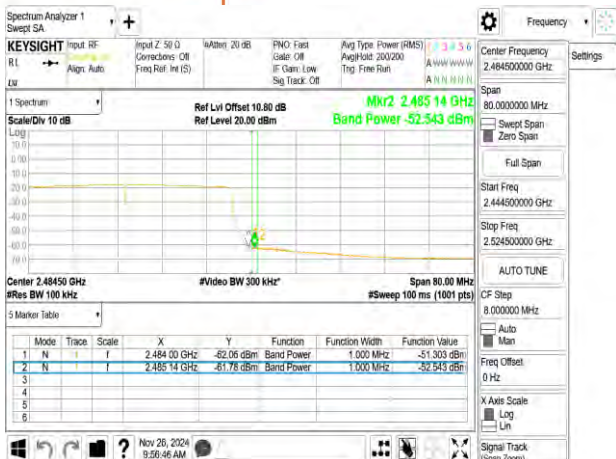 Spectrum Analyzer 1
Swept SA
+
Frequency
KEYSIGHT
Input: RF
Input Z: 50 Ω
#Atten: 20 dB
PNO: Fast
Avg Type: Power (RMS)
1 2 3 4 5 6
RL
Corrections: Off
Gate: Off
Avg|Hold: 200/200
Align: Auto
Freq Ref: Int (S)
IF Gain: Low
Trig: Free Run
Sig Track: Off
A N N N N N
1 Spectrum
Ref Lvl Offset 10.80 dB
Mkr2 2.485 14 GHz
Scale/Div 10 dB
Ref Level 20.00 dBm
Band Power -52.543 dBm
Log
Center 2.48450 GHz
#Video BW 300 kHz*
Span 80.00 MHz
#Res BW 100 kHz
#Sweep 100 ms (1001 pts)
5 Marker Table
Mode Trace Scale X Y Function Function Width Function Value
1 N 1 f 2.484 00 GHz -62.06 dBm Band Power 1.000 MHz -51.303 dBm
2 N 1 f 2.485 14 GHz -61.78 dBm Band Power 1.000 MHz -52.543 dBm
3
4
5
6
?
Nov 26, 2024
9:56:46 AM
Center Frequency
2.484500000 GHz
Settings
Span
80.0000000 MHz
Swept Span
Zero Span
Full Span
Start Freq
2.444500000 GHz
Stop Freq
2.524500000 GHz
AUTO TUNE
CF Step
8.000000 MHz
Auto
Man
Freq Offset
0 Hz
X Axis Scale
Log
Lin
Signal Track
(Span Zoom)